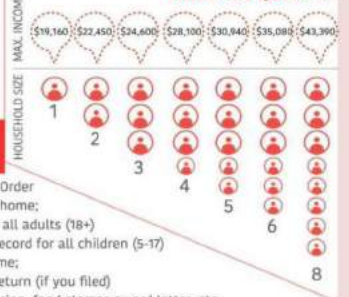 MAX. INCOM
$19,160 $22,450 $24,600 $28,100 $30,940 $35,080 $43,390
HOUSEHOLD SIZE
1
2
3
4
5
6
8
Order
home;
all adults (18+)
ecord for all children (5-17)
me;
eturn (if you filed)